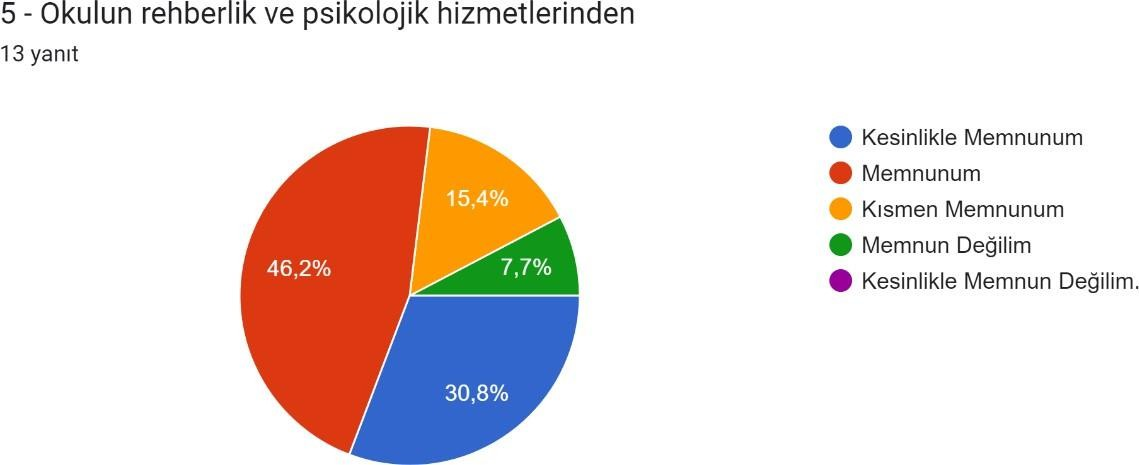 5 - Okulun rehberlik ve psikolojik hizmetlerinden
13 yanıt
Kesinlikle Memnunum
Memnunum
Kısmen Memnunum
Memnun Değilim
Kesinlikle Memnun Değilim.
15,4%
46,2%
7,7%
30,8%